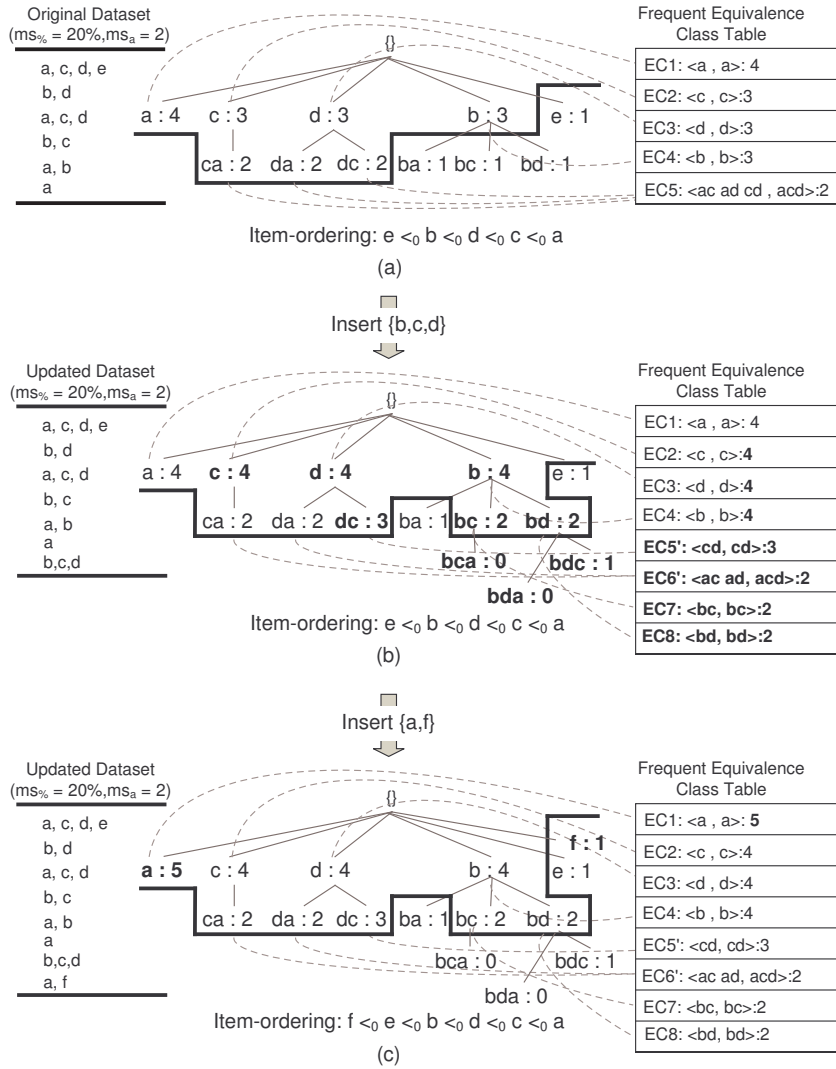 Original Dataset
(ms% = 20%,msa = 2)
a, c, d, e
b, d
a, c, d
b, c
a, b
a
{}
a : 4 c : 3 d : 3 b : 3 e : 1
ca : 2 da : 2 dc : 2 ba : 1 bc : 1 bd : 1
Item-ordering: e <0 b <0 d <0 c <0 a
(a)
Frequent Equivalence
Class Table
EC1: <a , a>: 4
EC2: <c , c>:3
EC3: <d , d>:3
EC4: <b , b>:3
EC5: <ac ad cd , acd>:2
Insert {b,c,d}
Updated Dataset
(ms% = 20%,msa = 2)
a, c, d, e
b, d
a, c, d
b, c
a, b
a
b,c,d
{}
a : 4 c : 4 d : 4 b : 4 e : 1
ca : 2 da : 2 dc : 3 ba : 1 bc : 2 bd : 2
bca : 0 bdc : 1
bda : 0
Item-ordering: e <0 b <0 d <0 c <0 a
(b)
Frequent Equivalence
Class Table
EC1: <a , a>: 4
EC2: <c , c>:4
EC3: <d , d>:4
EC4: <b , b>:4
EC5': <cd, cd>:3
EC6': <ac ad, acd>:2
EC7: <bc, bc>:2
EC8: <bd, bd>:2
Insert {a,f}
Updated Dataset
(ms% = 20%,msa = 2)
a, c, d, e
b, d
a, c, d
b, c
a, b
a
b,c,d
a, f
{}
f : 1
a : 5 c : 4 d : 4 b : 4 e : 1
ca : 2 da : 2 dc : 3 ba : 1 bc : 2 bd : 2
bca : 0 bdc : 1
bda : 0
Item-ordering: f <0 e <0 b <0 d <0 c <0 a
(c)
Frequent Equivalence
Class Table
EC1: <a , a>: 5
EC2: <c , c>:4
EC3: <d , d>:4
EC4: <b , b>:4
EC5': <cd, cd>:3
EC6': <ac ad, acd>:2
EC7: <bc, bc>:2
EC8: <bd, bd>:2